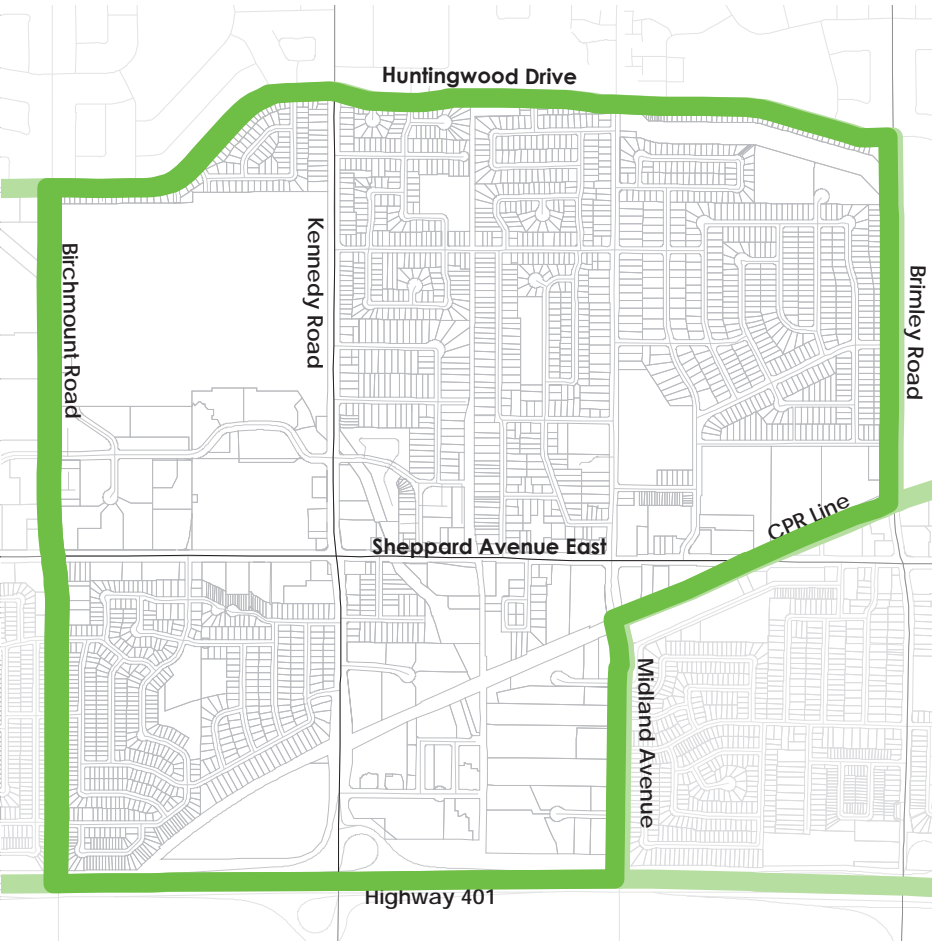 Huntingwood Drive
Kennedy Road
Birchmount Road
Brimley Road
CPR Line
Sheppard Avenue East
Midland Avenue
Highway 401